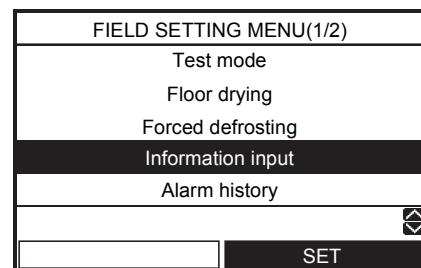 FIELD SETTING MENU(1/2)
Test mode
Floor drying
Forced defrosting
Information input
Alarm history
SET